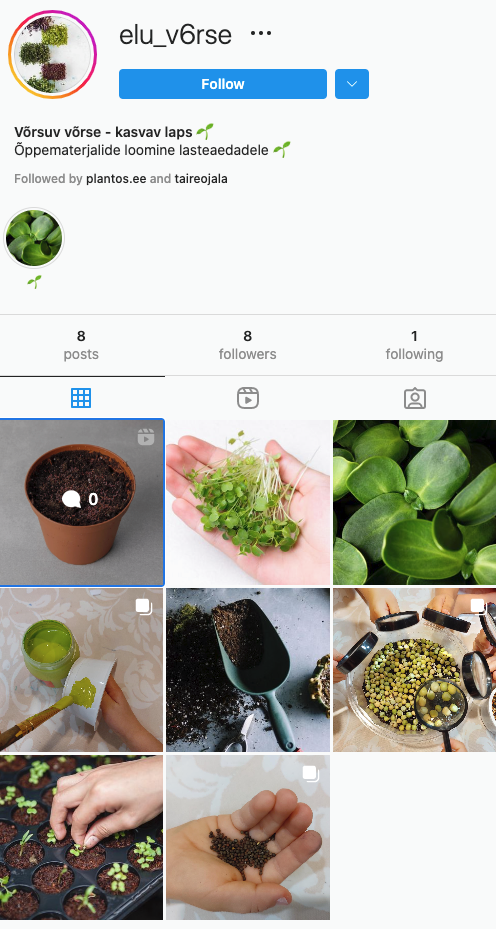 elu_v6rse
Follow
Võrsuv võrse - kasvav laps 🌱
Õppematerjalide loomine lasteaedadele 🌱
Followed by plantos.ee and taireojala
🌱
8 8 1
posts followers following
0